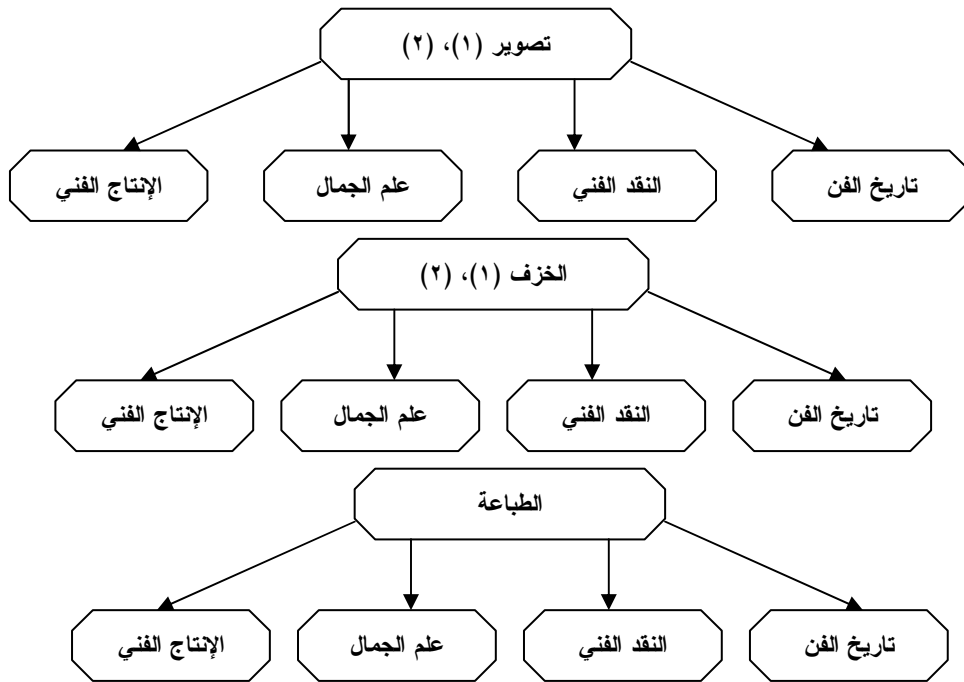 تصوير (١)، (٢)
تاريخ الفن
النقد الفني
علم الجمال
الإنتاج الفني
الخزف (١)، (٢)
تاريخ الفن
النقد الفني
علم الجمال
الإنتاج الفني
الطباعة
تاريخ الفن
النقد الفني
علم الجمال
الإنتاج الفني